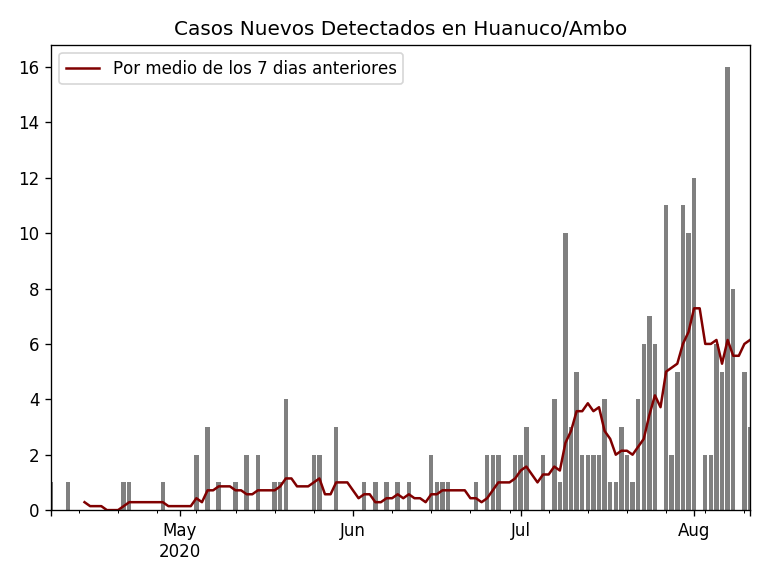 Casos Nuevos Detectados en Huanuco/Ambo
Por medio de los 7 dias anteriores
16
14
12
10
8
6
4
2
0
May
2020
Jun
Jul
Aug